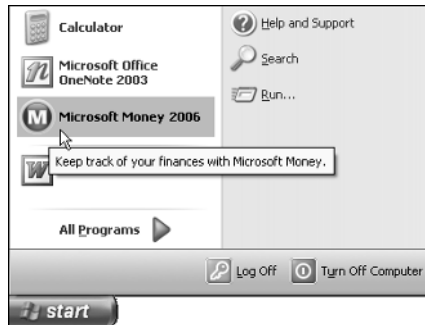 Calculator
Microsoft Office
OneNote 2003
Microsoft Money 2006
Keep track of your finances with Microsoft Money.
All Programs
Help and Support
Search
Run...
Log Off
Turn Off Computer
start